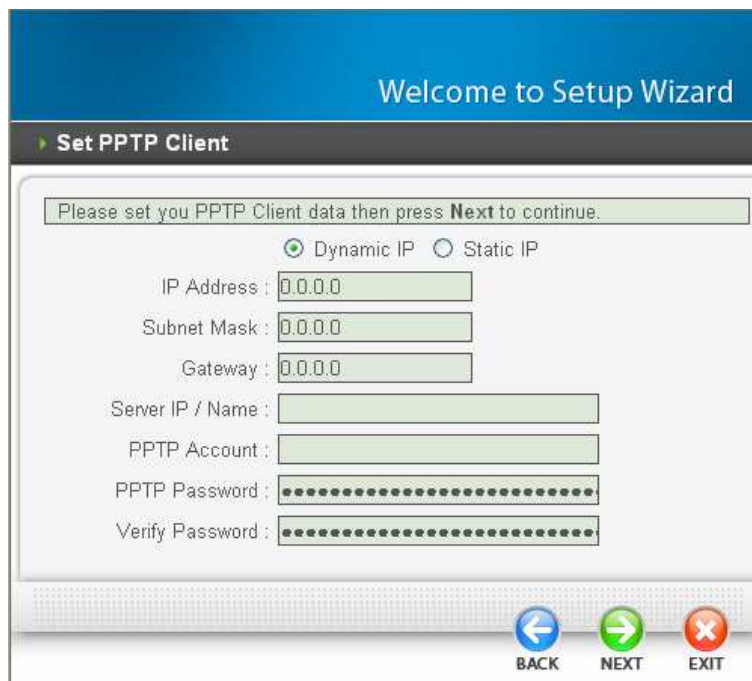 Welcome to Setup Wizard
Set PPTP Client
Please set you PPTP Client data then press Next to continue.
Dynamic IP Static IP
IP Address : 0.0.0.0
Subnet Mask : 0.0.0.0
Gateway : 0.0.0.0
Server IP / Name :
PPTP Account :
PPTP Password : ●●●●●●●●●●●●●●●●●●●●●●●●●●●
Verify Password : ●●●●●●●●●●●●●●●●●●●●●●●●●●●
BACK NEXT EXIT